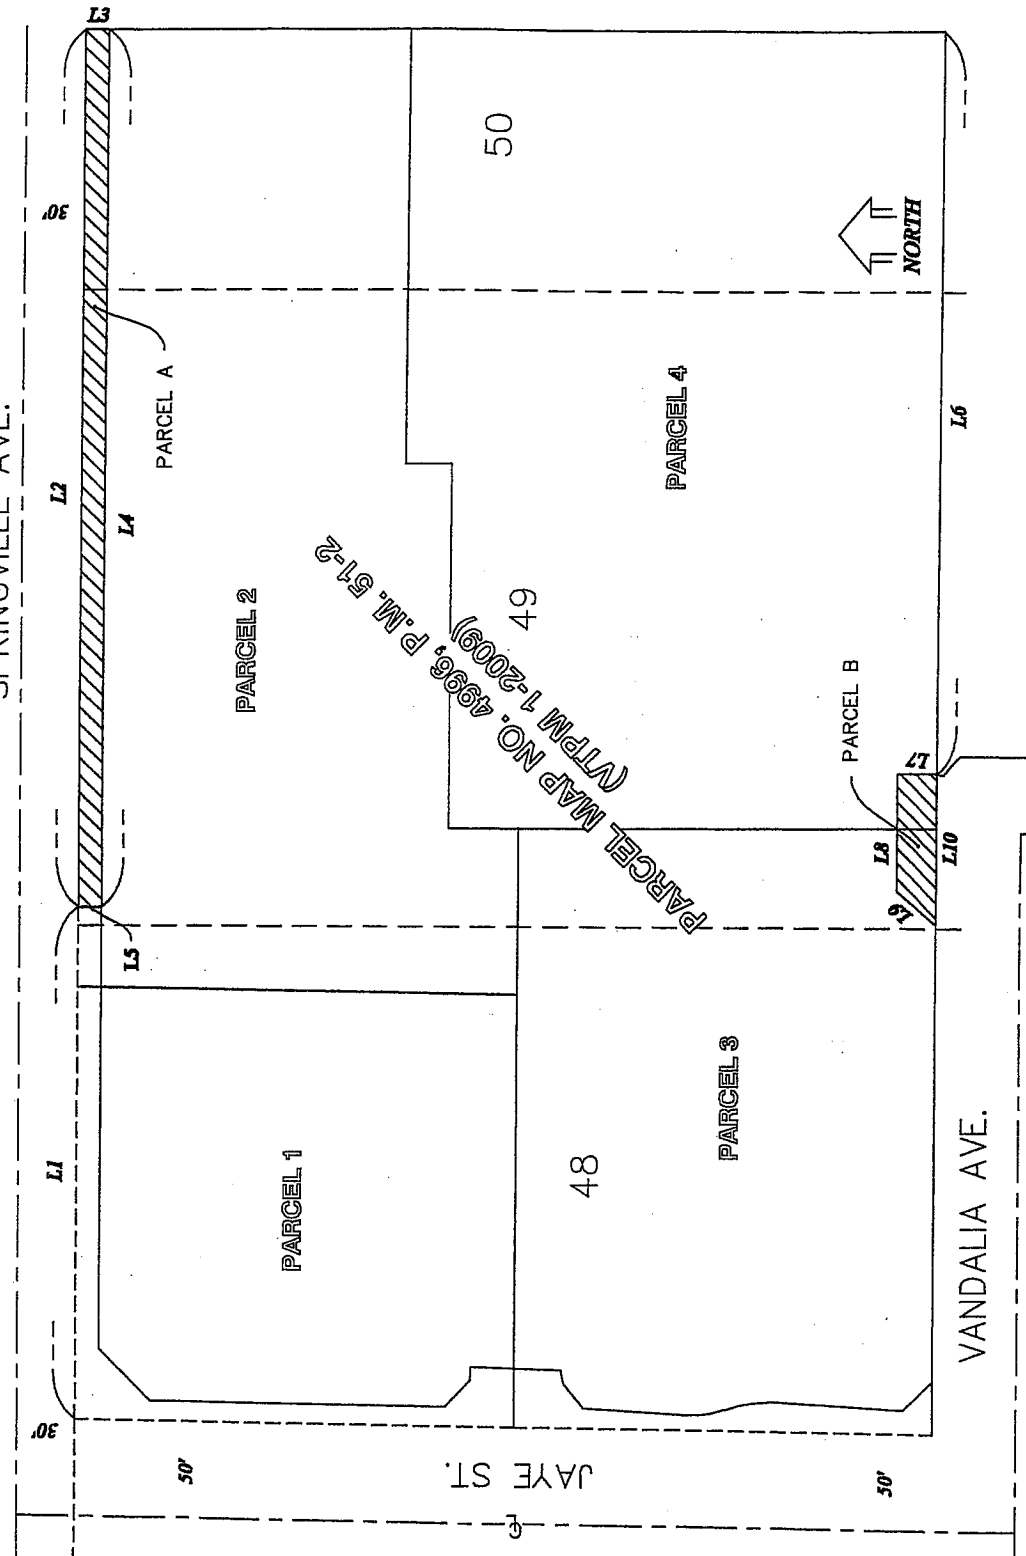 L3
30'
50
NORTH
SPRINGVILLE AVE.
L2
L4
PARCEL A
PARCEL 4
L6
PARCEL 2
PARCEL MAP NO. 4996, P.M. 51-2
(VTPM 1-2009)
49
PARCEL B
L7
L8
L10
L9
L5
L1
PARCEL 1
PARCEL 3
48
VANDALIA AVE.
30'
50'
JAYE ST.
50'
CL